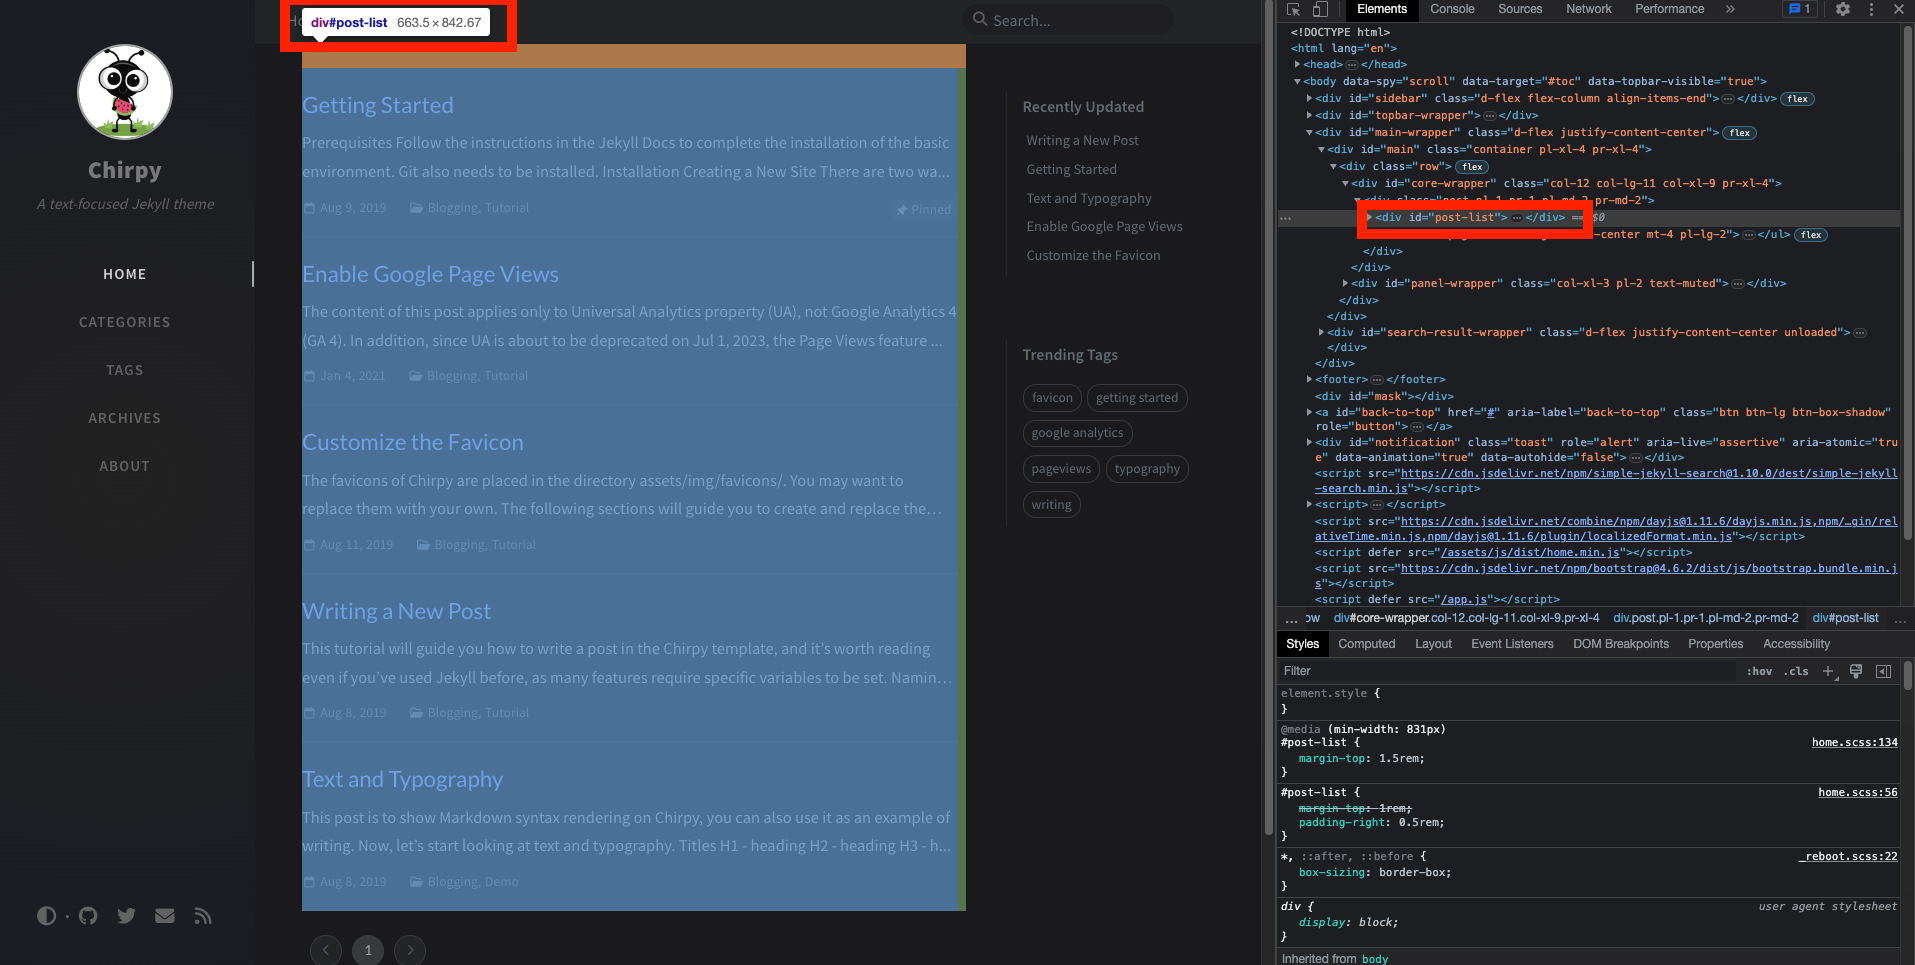 Ho
div#post-list 663.5 × 842.67
Search...
Chirpy
A text-focused Jekyll theme
HOME
CATEGORIES
TAGS
ARCHIVES
ABOUT
Getting Started
Prerequisites Follow the instructions in the Jekyll Docs to complete the installation of the basic
environment. Git also needs to be installed. Installation Creating a New Site There are two wa...
Aug 9, 2019 Blogging, Tutorial
Pinned
Enable Google Page Views
The content of this post applies only to Universal Analytics property (UA), not Google Analytics 4
(GA 4). In addition, since UA is about to be deprecated on Jul 1, 2023, the Page Views feature ...
Jan 4, 2021 Blogging, Tutorial
Customize the Favicon
The favicons of Chirpy are placed in the directory assets/img/favicons/. You may want to
replace them with your own. The following sections will guide you to create and replace the...
Aug 11, 2019 Blogging, Tutorial
Writing a New Post
This tutorial will guide you how to write a post in the Chirpy template, and it's worth reading
even if you've used Jekyll before, as many features require specific variables to be set. Namin...
Aug 8, 2019 Blogging, Tutorial
Text and Typography
This post is to show Markdown syntax rendering on Chirpy, you can also use it as an example of
writing. Now, let's start looking at text and typography. Titles H1 - heading H2 - heading H3 - h...
Aug 8, 2019 Blogging, Demo
1
Recently Updated
Writing a New Post
Getting Started
Text and Typography
Enable Google Page Views
Customize the Favicon
Trending Tags
favicon getting started
google analytics
pageviews typography
writing
Elements Console Sources Network Performance » 1
<!DOCTYPE html>
<html lang="en">
<head>…</head>
<body data-spy="scroll" data-target="#toc" data-topbar-visible="true">
<div id="sidebar" class="d-flex flex-column align-items-end">…</div> flex
<div id="topbar-wrapper">…</div>
<div id="main-wrapper" class="d-flex justify-content-center"> flex
<div id="main" class="container pl-xl-4 pr-xl-4">
<div class="row"> flex
<div id="core-wrapper" class="col-12 col-lg-11 col-xl-9 pr-xl-4">
<div class="post pl-1 pr-1 pl-md-2 pr-md-2">
… <div id="post-list">…</div> == $0
-center mt-4 pl-lg-2">…</ul> flex
</div>
</div>
<div id="panel-wrapper" class="col-xl-3 pl-2 text-muted">…</div>
</div>
</div>
<div id="search-result-wrapper" class="d-flex justify-content-center unloaded">…
</div>
</div>
<footer>…</footer>
<div id="mask"></div>
<a id="back-to-top" href="#" aria-label="back-to-top" class="btn btn-lg btn-box-shadow"
role="button">…</a>
<div id="notification" class="toast" role="alert" aria-live="assertive" aria-atomic="tru
e" data-animation="true" data-autohide="false">…</div>
<script src="https://cdn.jsdelivr.net/npm/simple-jekyll-search@1.10.0/dest/simple-jekyll
-search.min.js"></script>
<script>…</script>
<script src="https://cdn.jsdelivr.net/combine/npm/dayjs@1.11.6/dayjs.min.js,npm/…gin/rel
ativeTime.min.js,npm/dayjs@1.11.6/plugin/localizedFormat.min.js"></script>
<script defer src="/assets/js/dist/home.min.js"></script>
<script src="https://cdn.jsdelivr.net/npm/bootstrap@4.6.2/dist/js/bootstrap.bundle.min.j
s"></script>
<script defer src="/app.js"></script>
... ow div#core-wrapper.col-12.col-lg-11.col-xl-9.pr-xl-4 div.post.pl-1.pr-1.pl-md-2.pr-md-2 div#post-list ...
Styles Computed Layout Event Listeners DOM Breakpoints Properties Accessibility
Filter :hov .cls +
element.style {
}
@media (min-width: 831px)
#post-list { home.scss:134
margin-top: 1.5rem;
}
#post-list { home.scss:56
margin-top: 1rem;
padding-right: 0.5rem;
}
*, ::after, ::before { _reboot.scss:22
box-sizing: border-box;
}
div { user agent stylesheet
display: block;
}
Inherited from body